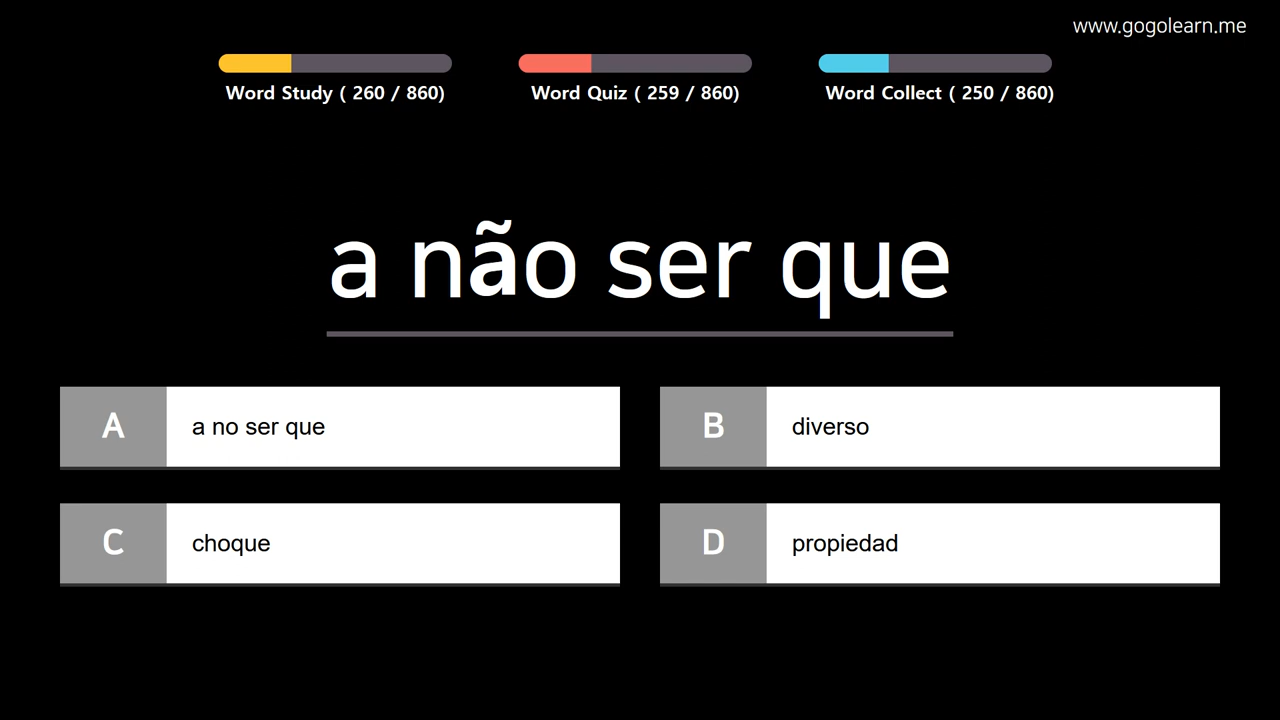 www.gogolearn.me
Word Study ( 260 / 860)
Word Quiz ( 259 / 860)
Word Collect ( 250 / 860)
a não ser que
A a no ser que
B diverso
C choque
D propiedad